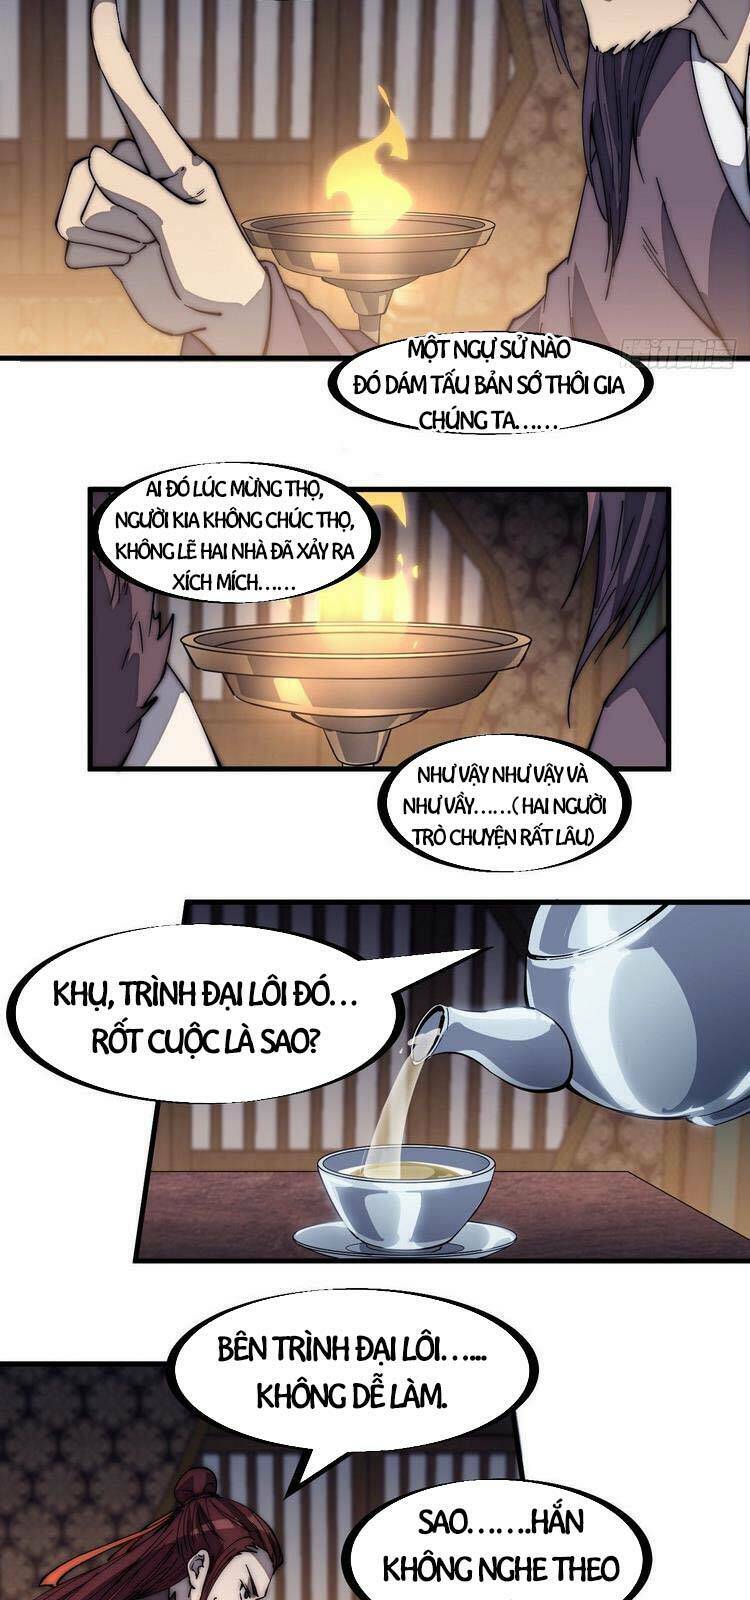 MỘT NGỰ SỬ NÀO
ĐÓ DÁM TẤU BẢN SỚ THÔI GIA
CHÚNG TA......
AI ĐÓ LÚC MỪNG THỌ,
NGƯỜI KIA KHÔNG CHÚC THỌ,
KHÔNG LẼ HAI NHÀ ĐÃ XẢY RA
XÍCH MÍCH......
NHƯ VẬY NHƯ VẬY VÀ
NHƯ VẦY......( HAI NGƯỜI
TRÒ CHUYỆN RẤT LÂU)
KHỤ, TRÌNH ĐẠI LÔI ĐÓ...
RỐT CUỘC LÀ SAO?
BÊN TRÌNH ĐẠI LÔI......
KHÔNG DỄ LÀM.
SAO.......HẮN
KHÔNG NGHE THEO